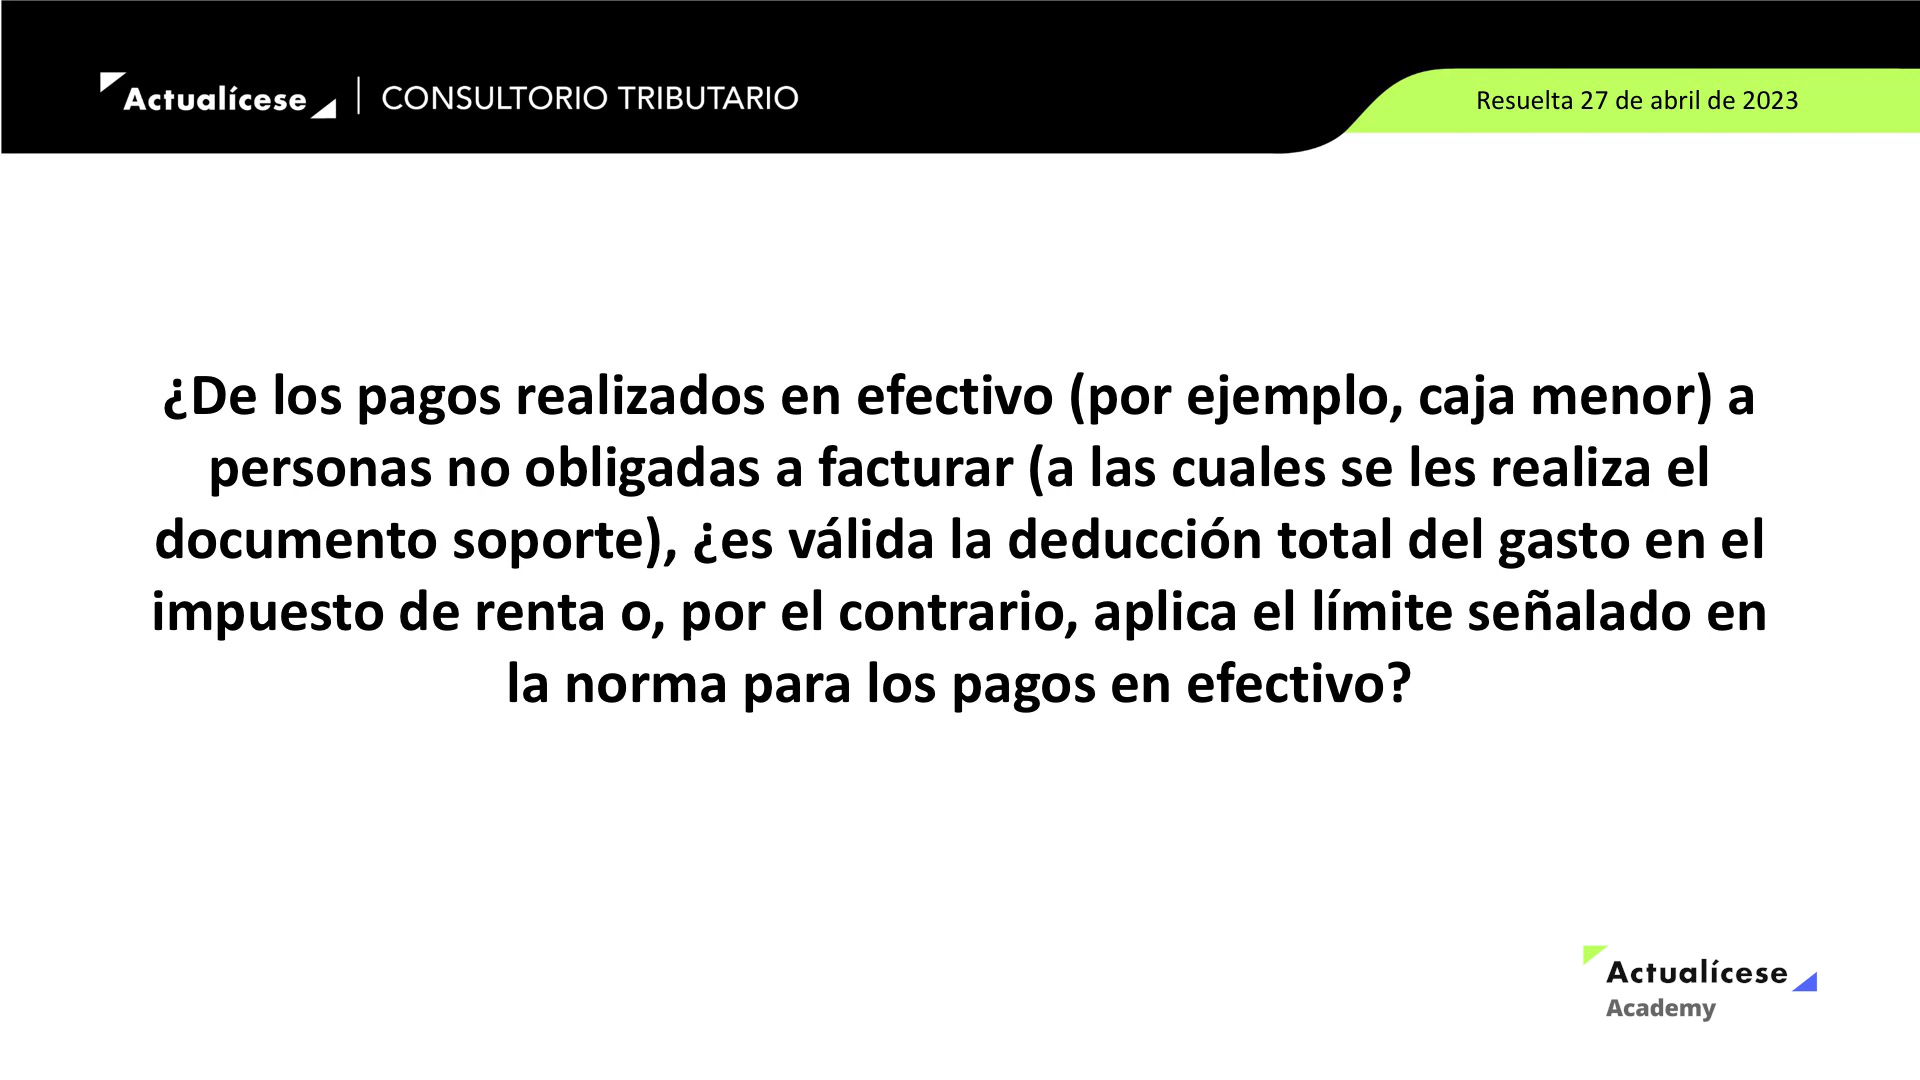 Actualícese | CONSULTORIO TRIBUTARIO
Resuelta 27 de abril de 2023
¿De los pagos realizados en efectivo (por ejemplo, caja menor) a
personas no obligadas a facturar (a las cuales se les realiza el
documento soporte), ¿es válida la deducción total del gasto en el
impuesto de renta o, por el contrario, aplica el límite señalado en
la norma para los pagos en efectivo?
Actualícese
Academy